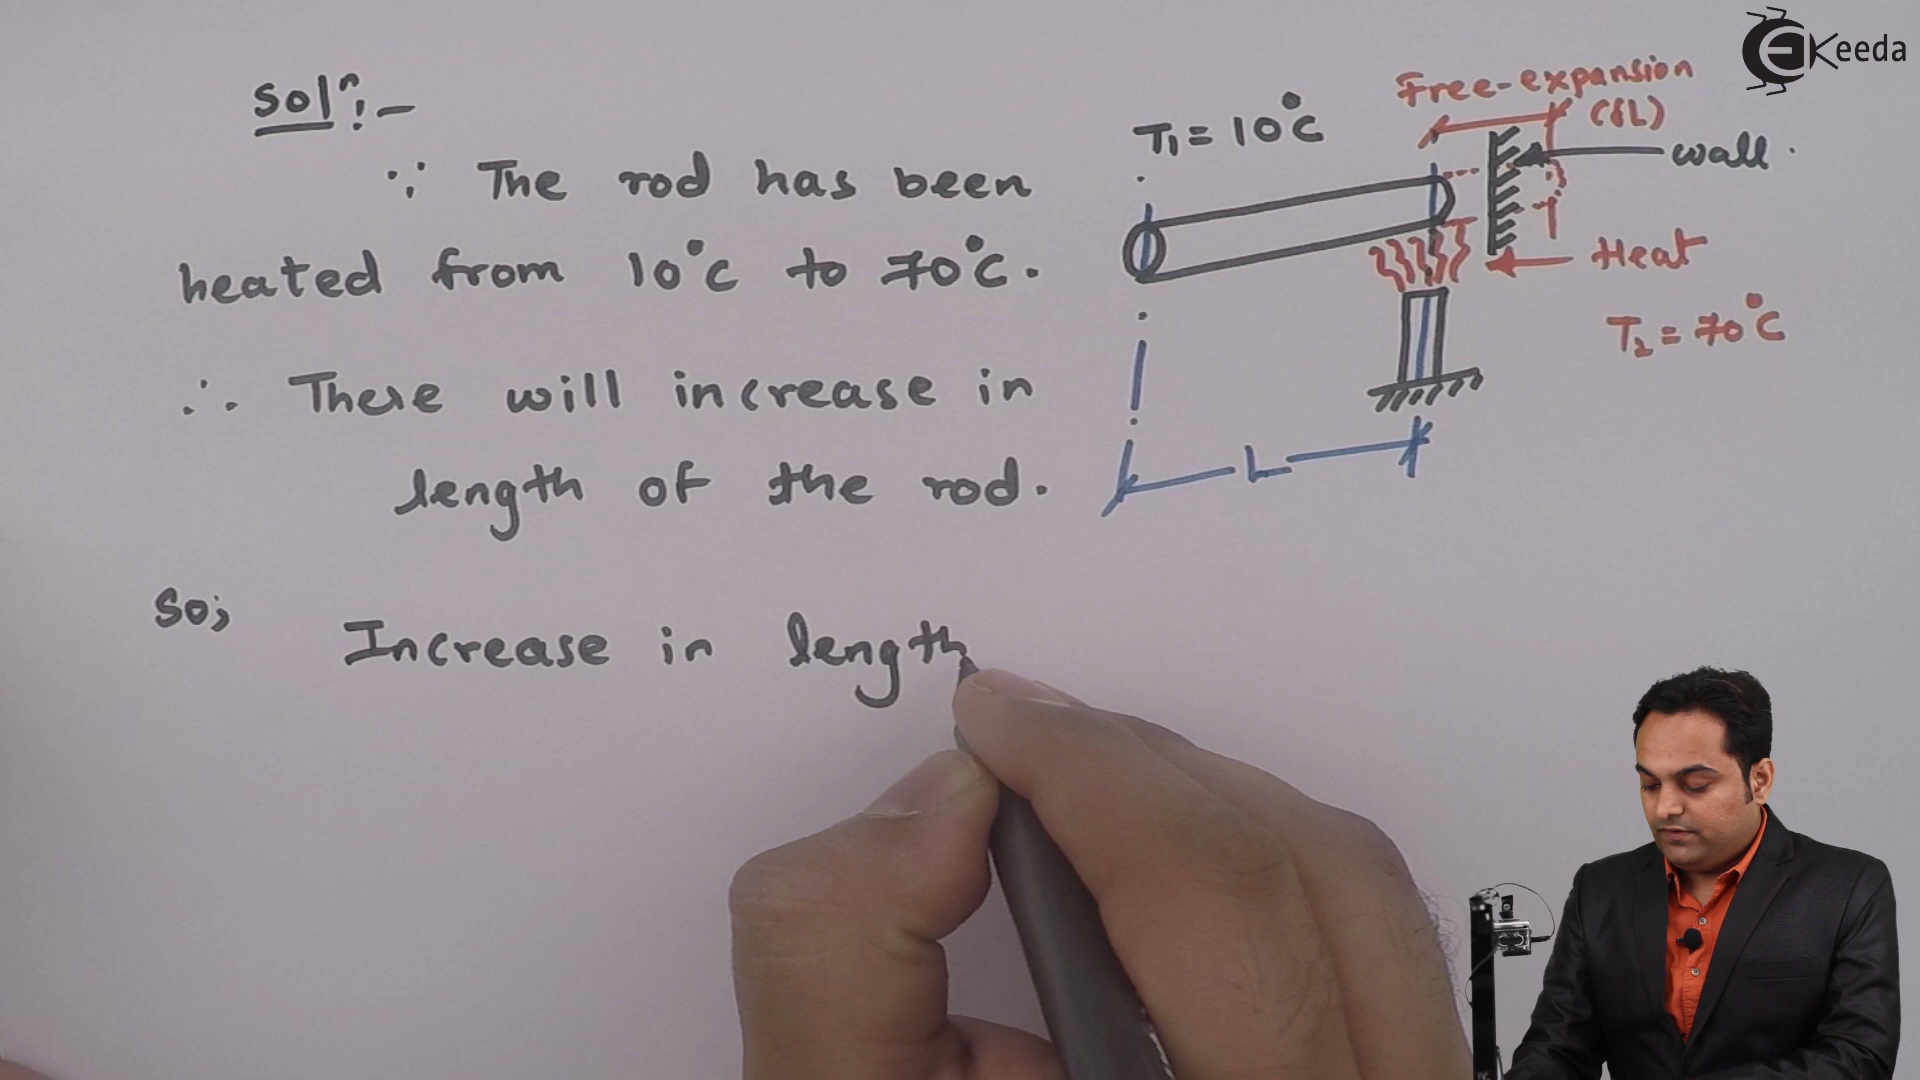 Solⁿ:-
∵ The rod has been
heated from 10°C to 70°C.
∴ There will increase in
length of the rod.
So;
Increase in length
T₁ = 10°C
Free-expansion
(δL)
wall.
Heat
T₂ = 70°C
L
eKeeda